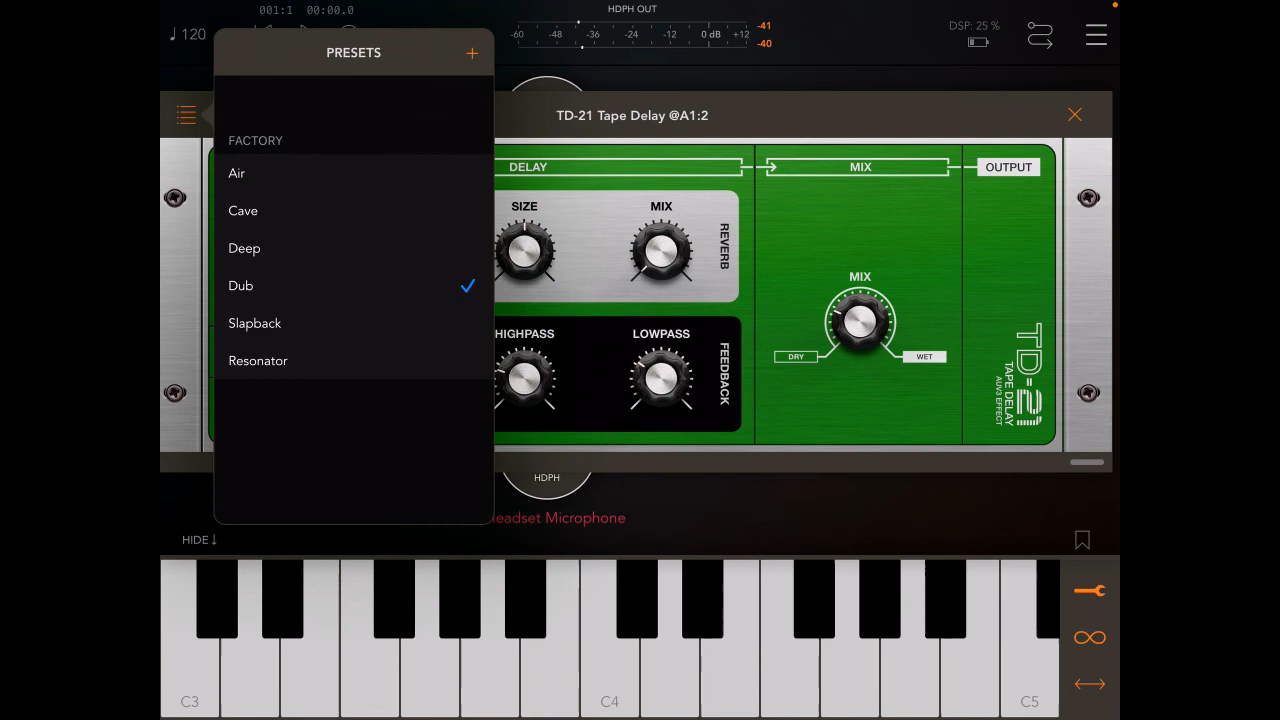 001:1 00:00.0
120
HDPH OUT
-60 -48 -36 -24 -12 0 dB +12
-41
-40
DSP: 25 %
PRESETS +
TD-21 Tape Delay @A1:2
FACTORY
Air
Cave
Deep
Dub
Slapback
Resonator
DELAY
MIX
OUTPUT
SIZE
MIX
REVERB
HIGHPASS
LOWPASS
FEEDBACK
MIX
DRY
WET
TD-21
TAPE DELAY
AUV3 EFFECT
HDPH
eadset Microphone
HIDE↓
C3
C4
C5